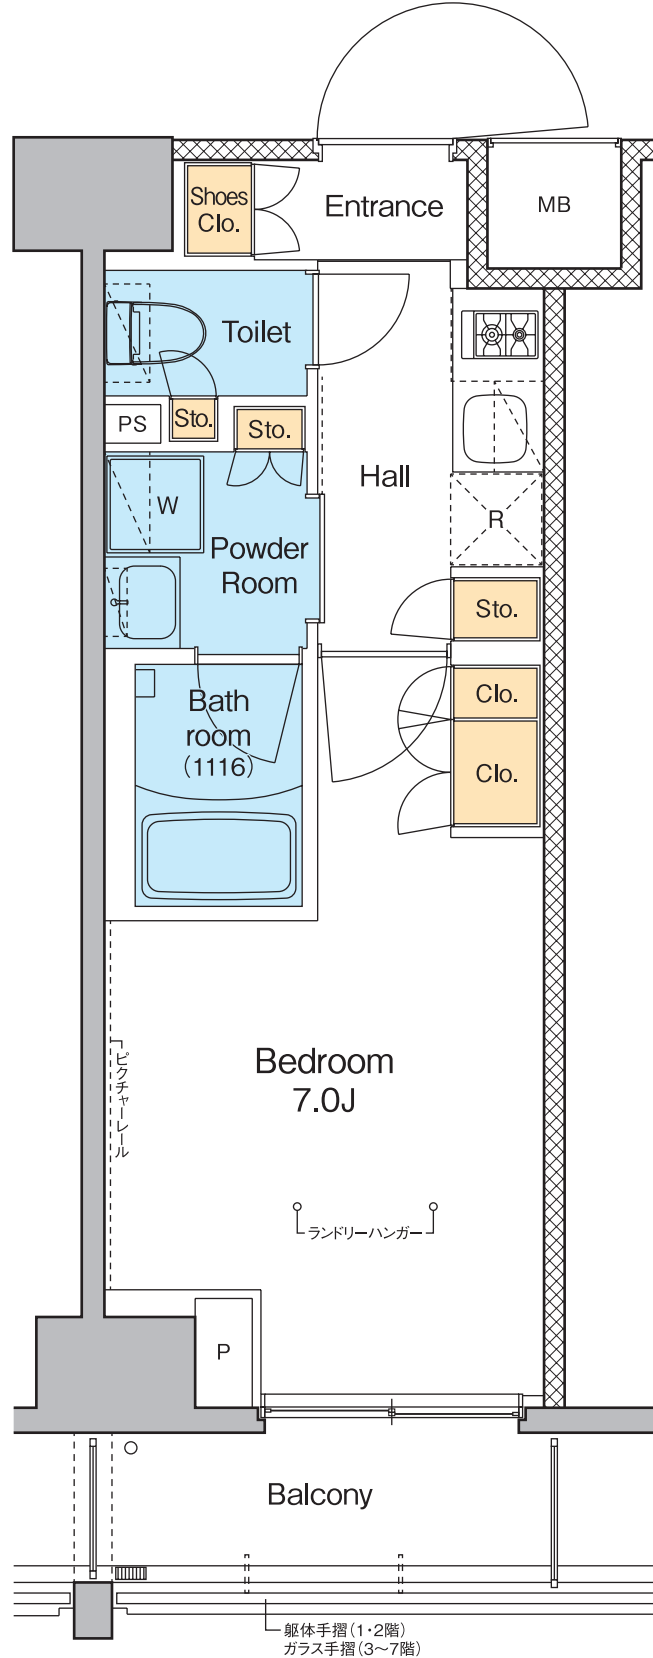 Shoes
Clo.
Entrance
MB
Toilet
PS
Sto.
Sto.
Hall
W
R
Powder
Room
Sto.
Bath
room
(1116)
Clo.
Clo.
Bedroom
7.0J
ピクチャーレール
ランドリーハンガー
P
Balcony
躯体手摺(1・2階)
ガラス手摺(3～7階)